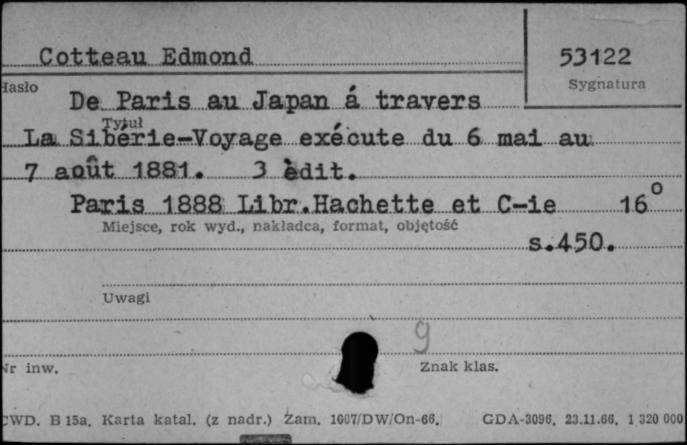 Cotteau Edmond
53122
Hasło
Sygnatura
De Paris au Japan á travers
Tytuł
La Sibérie-Voyage exécute du 6 mai au
7 août 1881. 3 èdit.
Paris 1888 Libr.Hachette et C-ie 16°
Miejsce, rok wyd., nakładca, format, objętość
s.450.
Uwagi
9
Nr inw.
Znak klas.
CWD. B 15a. Karta katal. (z nadr.) Zam. 1007/DW/On-66. GDA-3096. 23.11.66. 1 320 000